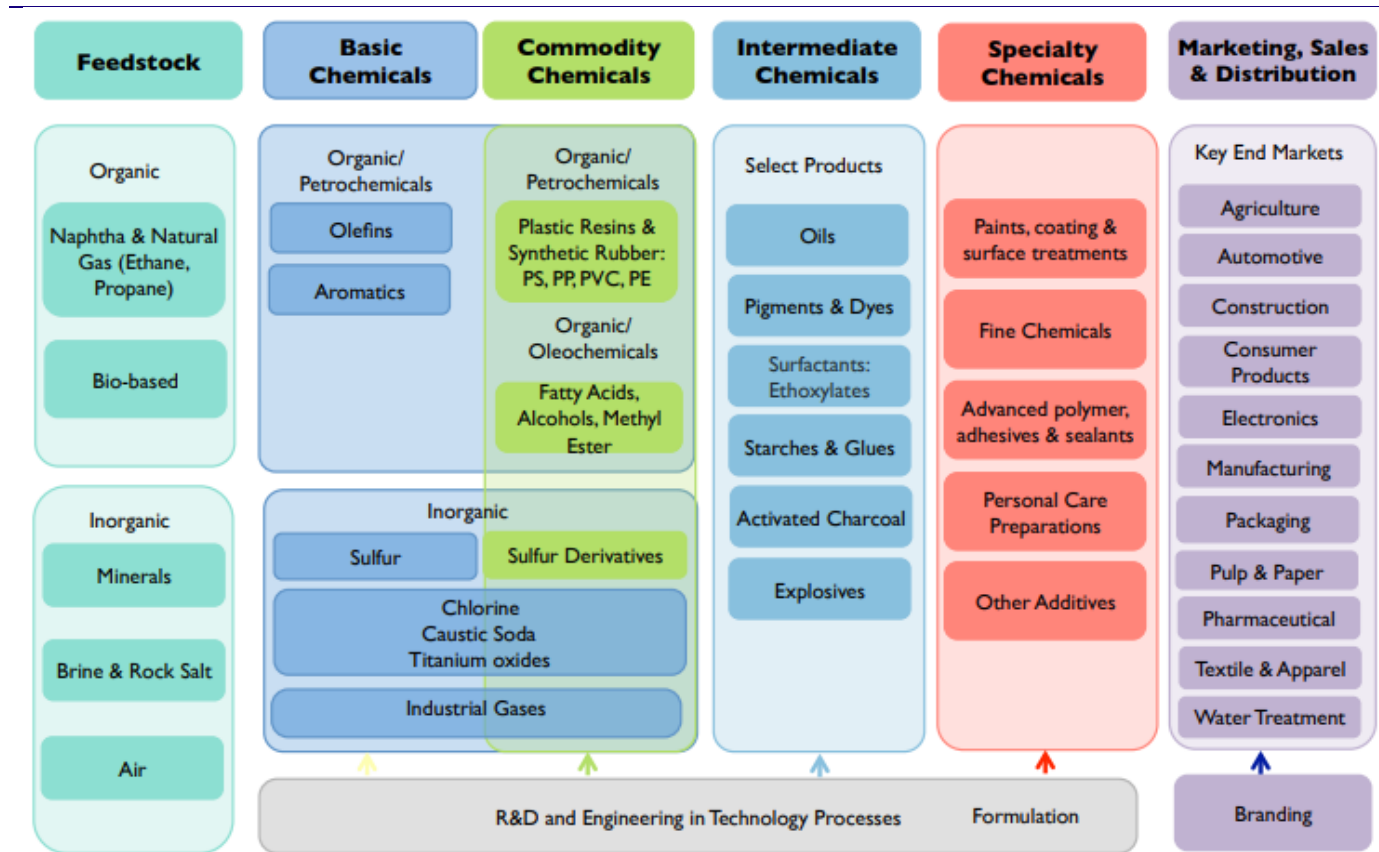 Feedstock
Basic
Chemicals
Commodity
Chemicals
Intermediate
Chemicals
Specialty
Chemicals
Marketing, Sales
& Distribution
Organic
Naphtha & Natural
Gas (Ethane,
Propane)
Bio-based
Inorganic
Minerals
Brine & Rock Salt
Air
Organic/
Petrochemicals
Olefins
Aromatics
Organic/
Petrochemicals
Plastic Resins &
Synthetic Rubber:
PS, PP, PVC, PE
Organic/
Oleochemicals
Fatty Acids,
Alcohols, Methyl
Ester
Inorganic
Sulfur
Sulfur Derivatives
Chlorine
Caustic Soda
Titanium oxides
Industrial Gases
Select Products
Oils
Pigments & Dyes
Surfactants:
Ethoxylates
Starches & Glues
Activated Charcoal
Explosives
Paints, coating &
surface treatments
Fine Chemicals
Advanced polymer,
adhesives & sealants
Personal Care
Preparations
Other Additives
Key End Markets
Agriculture
Automotive
Construction
Consumer
Products
Electronics
Manufacturing
Packaging
Pulp & Paper
Pharmaceutical
Textile & Apparel
Water Treatment
R&D and Engineering in Technology Processes
Formulation
Branding